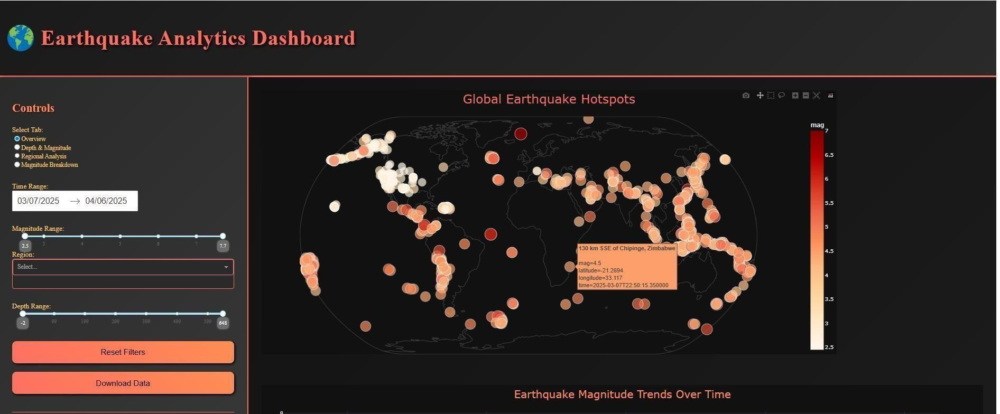 Earthquake Analytics Dashboard
Controls
Select Tab:
Overview
Depth & Magnitude
Regional Analysis
Magnitude Breakdown
Time Range:
03/07/2025 → 04/06/2025
Magnitude Range:
3 4 5 6 7
2.5 7.7
Region:
Select...
Depth Range:
99 199 299 399 499 599
-2 648
Reset Filters
Download Data
Global Earthquake Hotspots
mag
7
6.5
6
5.5
5
4.5
4
3.5
3
2.5
130 km SSE of Chipinge, Zimbabwe
mag=4.5
latitude=-21.2694
longitude=33.117
time=2025-03-07T22:50:15.350000
Earthquake Magnitude Trends Over Time
8